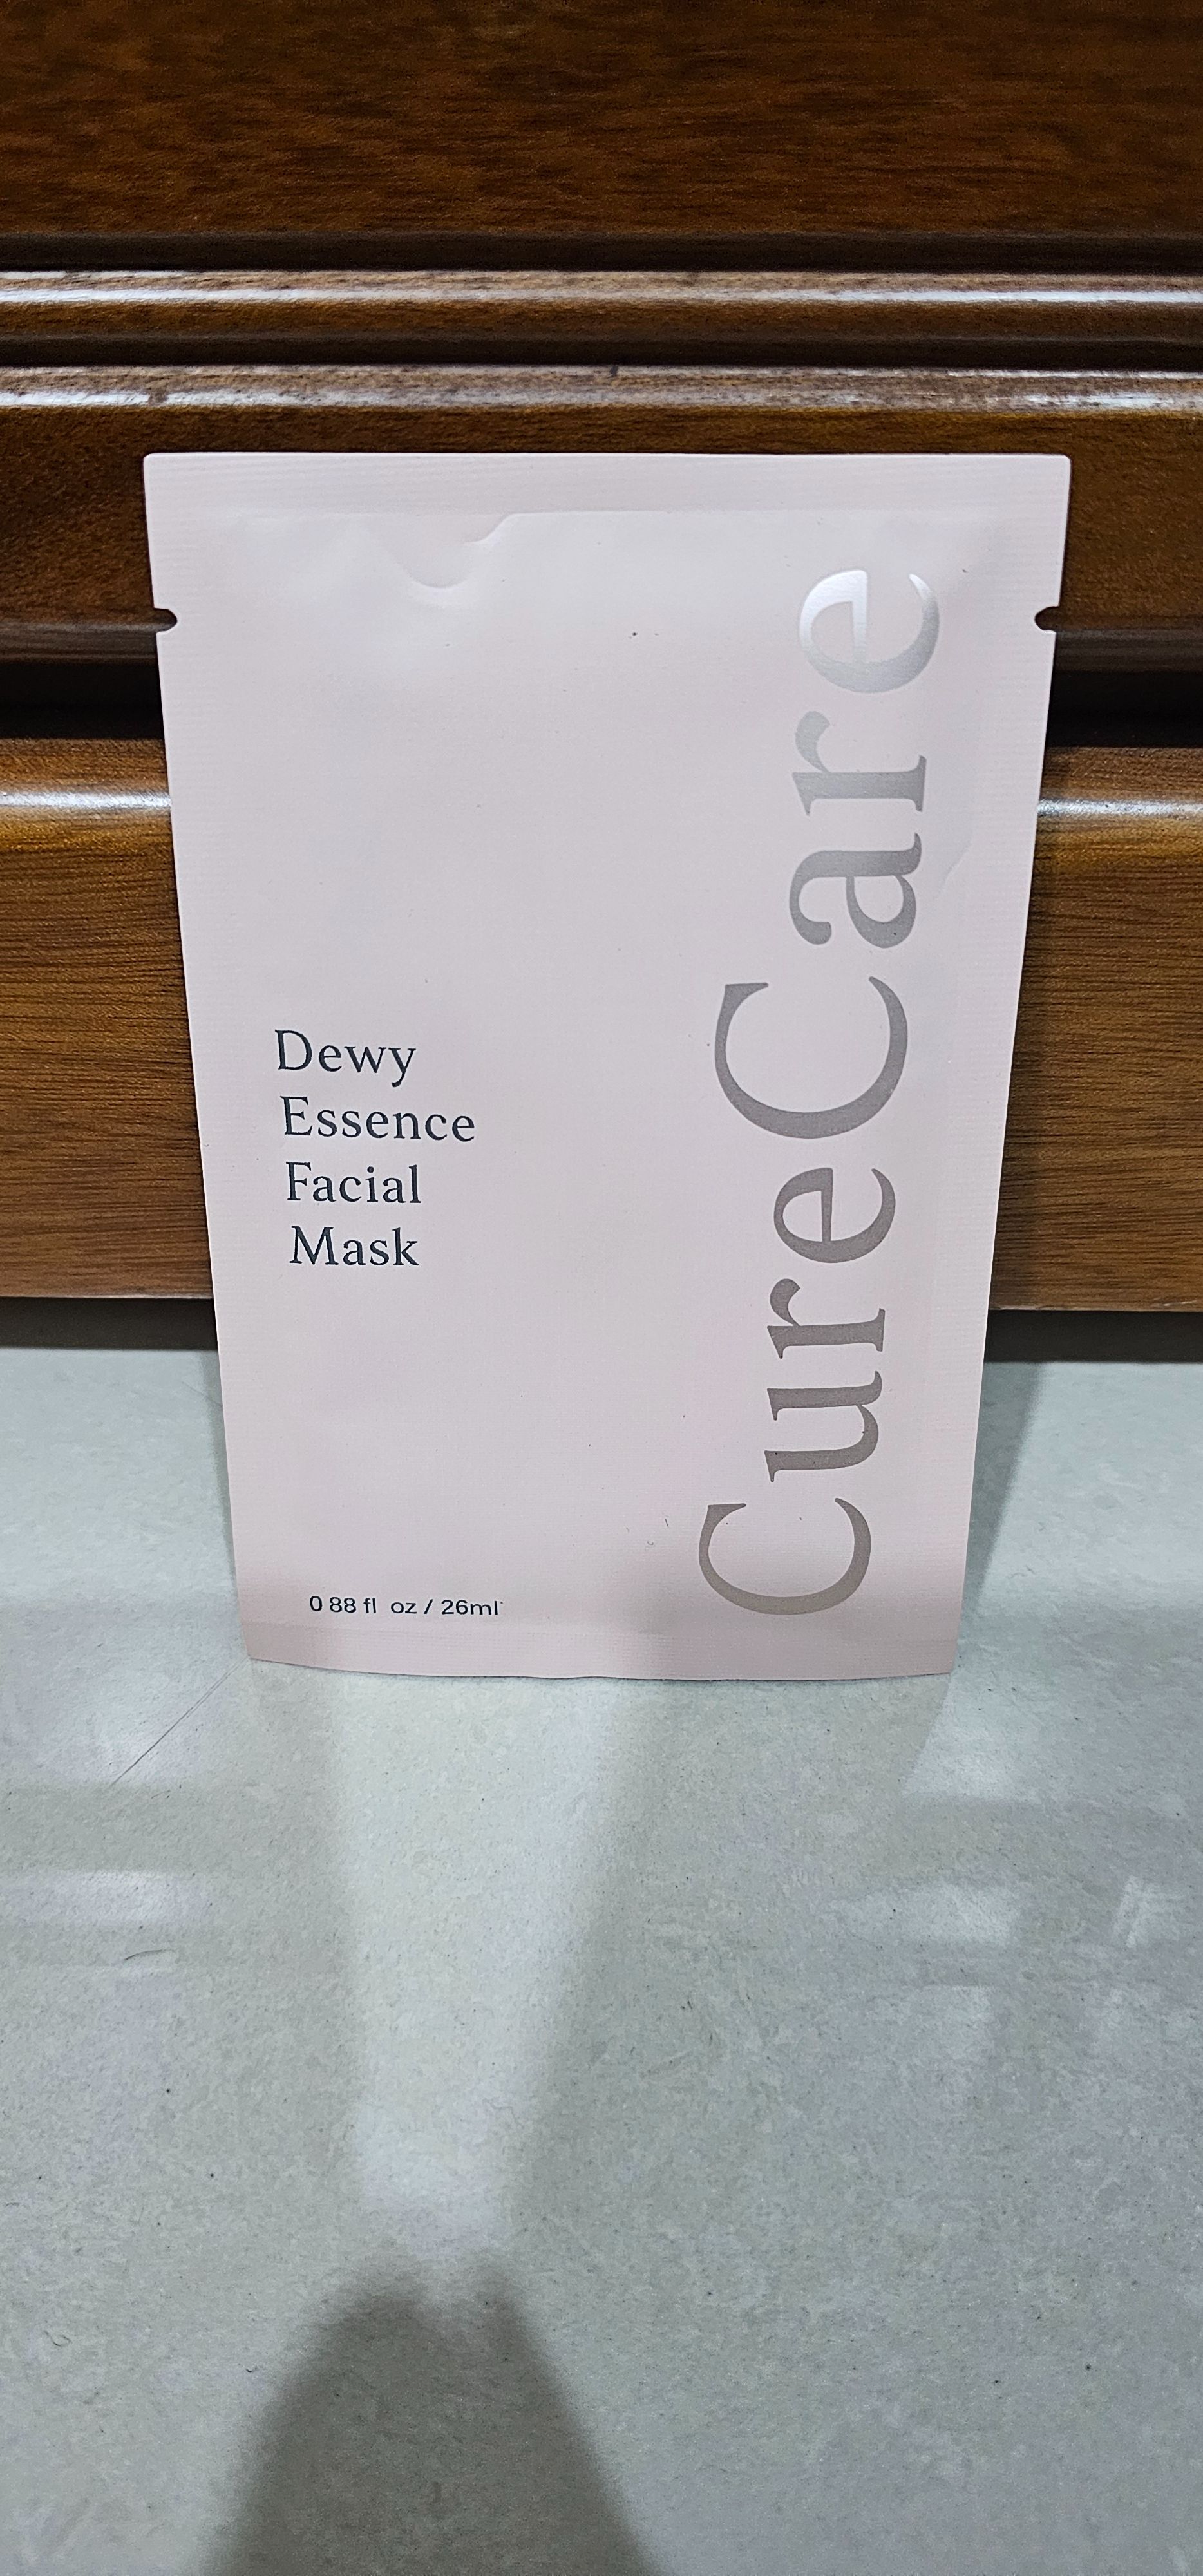 CureCare
Dewy
Essence
Facial
Mask
0 88 fl oz / 26ml